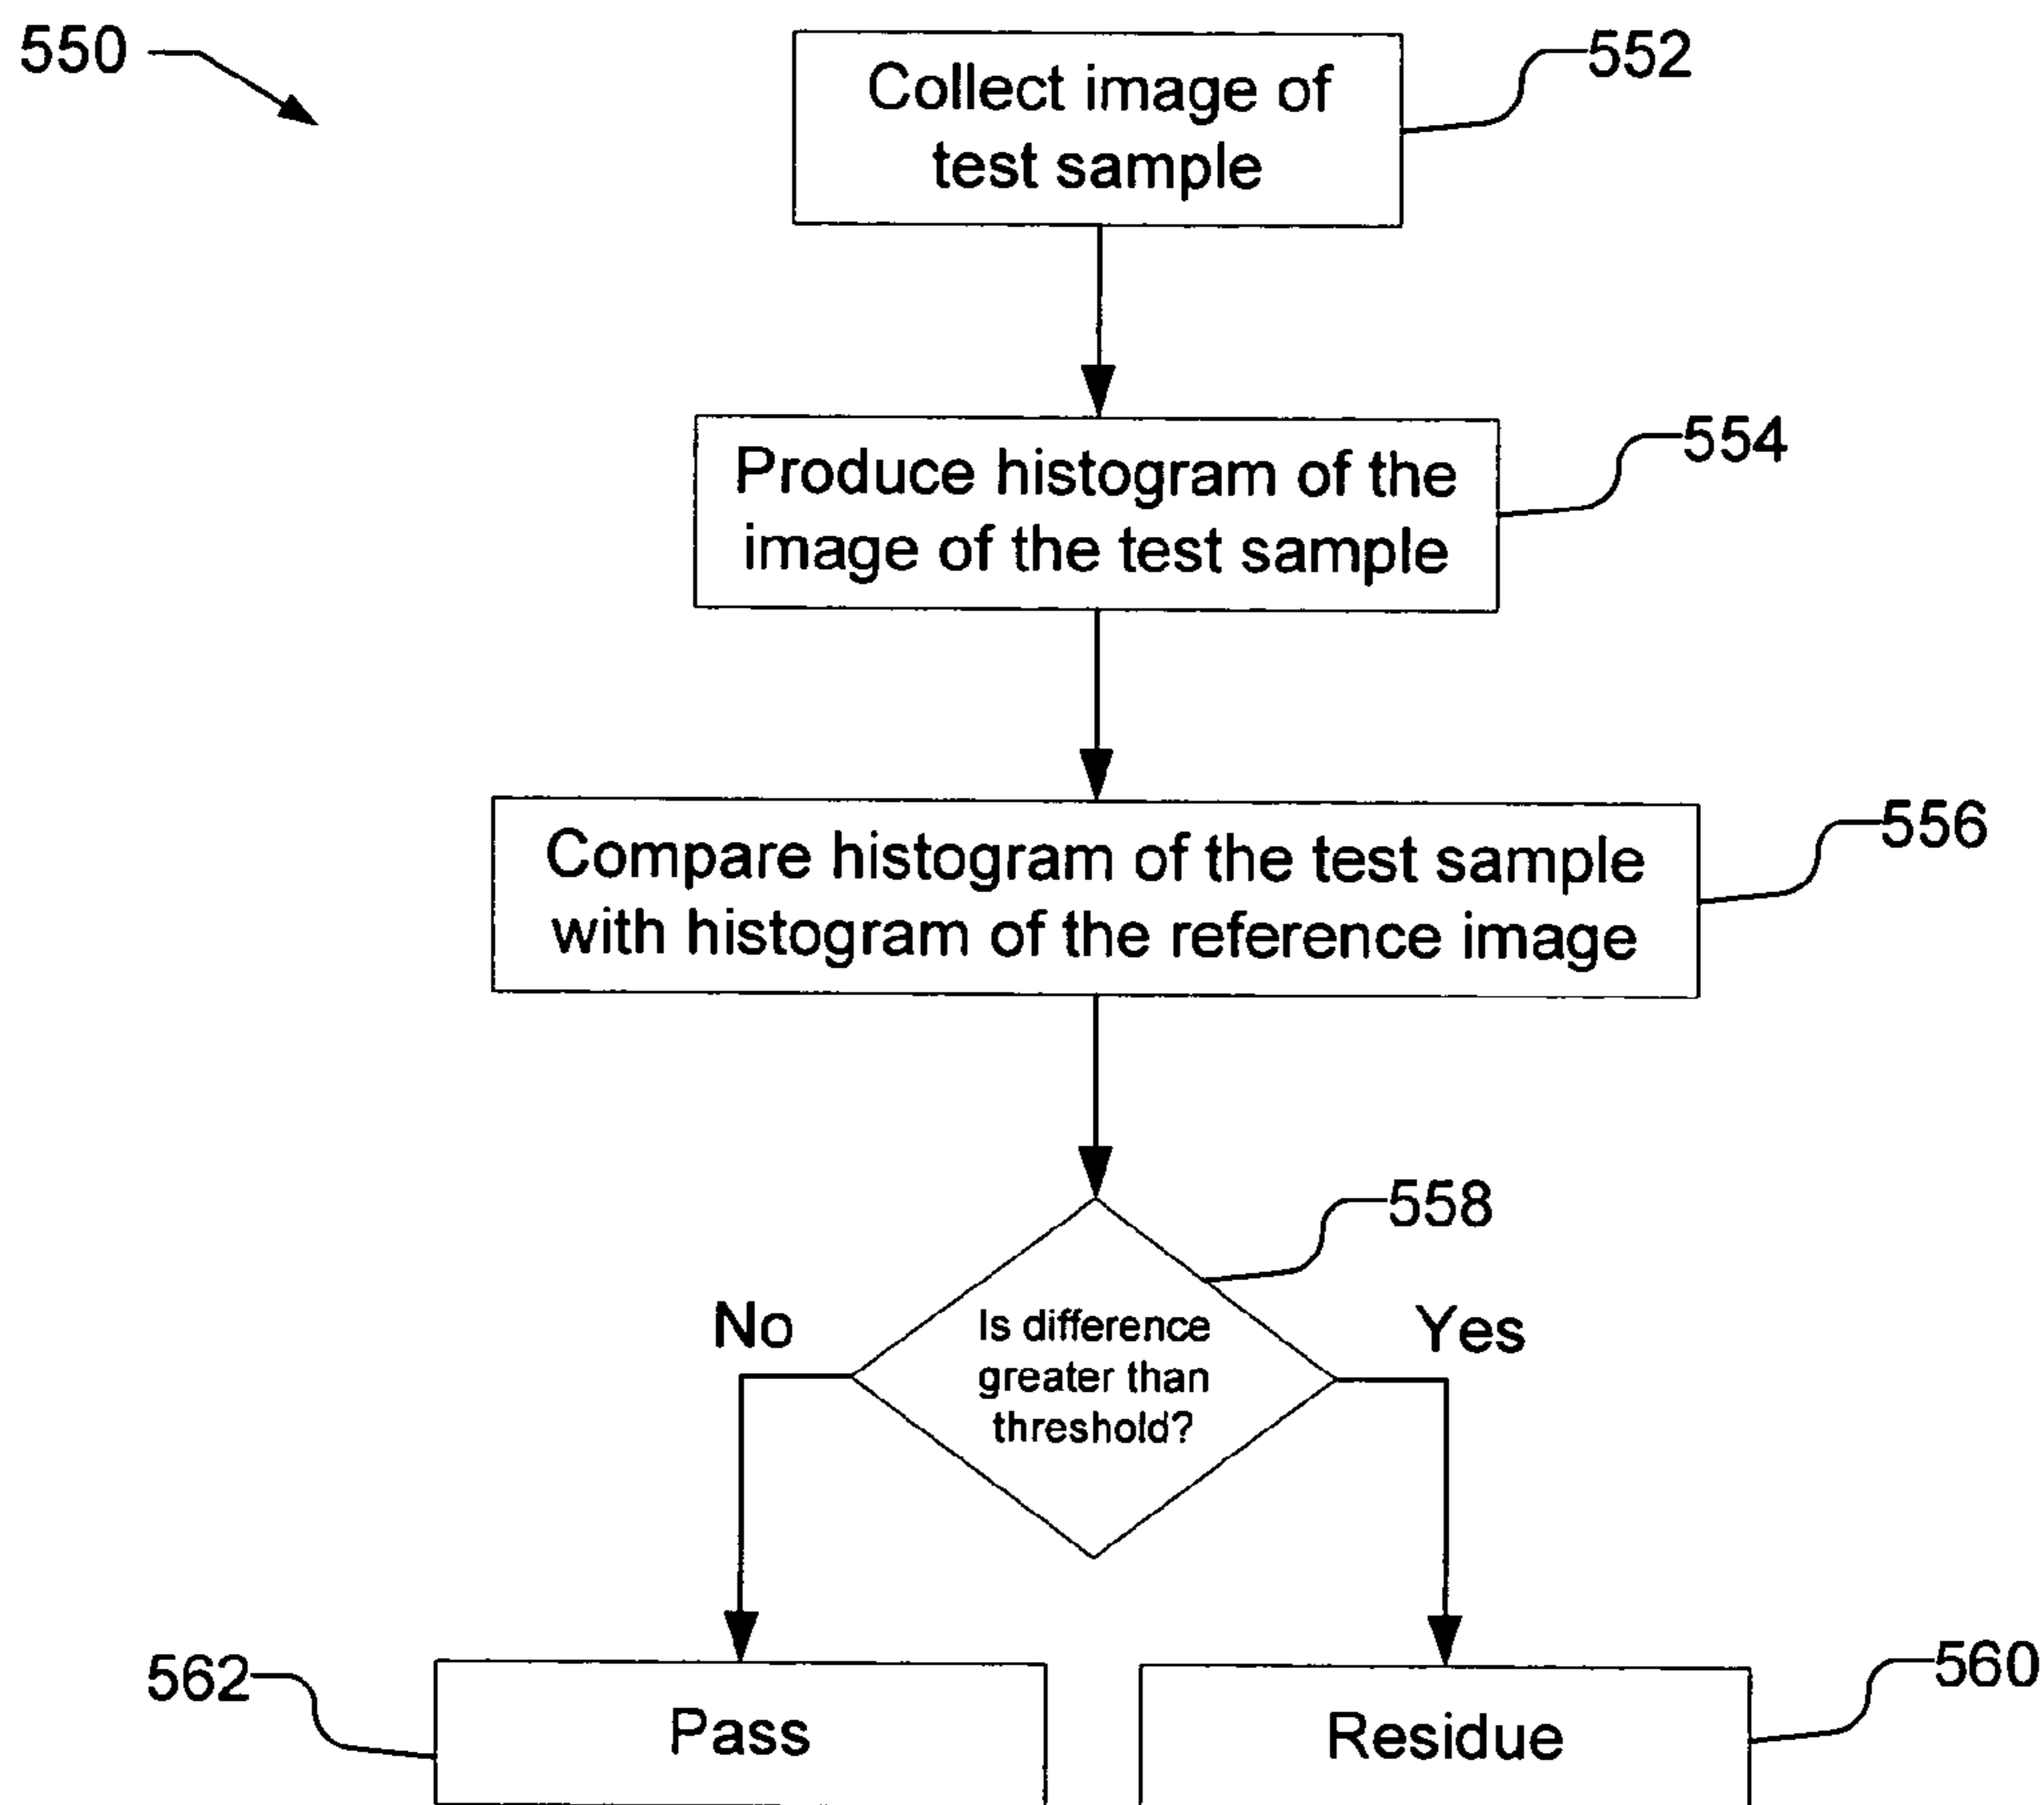 550
Collect image of
test sample
552
Produce histogram of the
image of the test sample
554
Compare histogram of the test sample
with histogram of the reference image
556
558
Is difference
greater than
threshold?
No
Yes
562
Pass
Residue
560